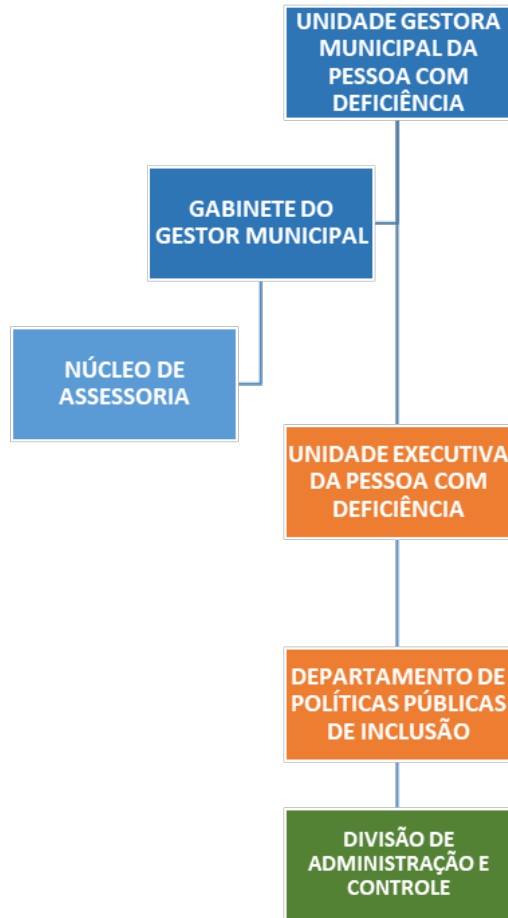 UNIDADE GESTORA
MUNICIPAL DA
PESSOA COM
DEFICIÊNCIA
GABINETE DO
GESTOR MUNICIPAL
NÚCLEO DE
ASSESSORIA
UNIDADE EXECUTIVA
DA PESSOA COM
DEFICIÊNCIA
DEPARTAMENTO DE
POLÍTICAS PÚBLICAS
DE INCLUSÃO
DIVISÃO DE
ADMINISTRAÇÃO E
CONTROLE